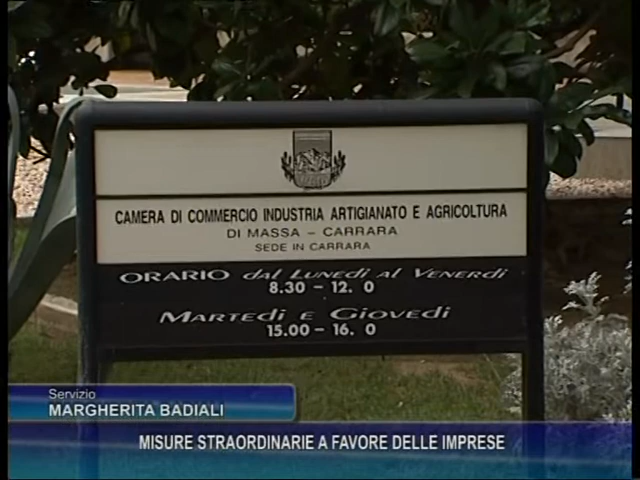 CAMERA DI COMMERCIO INDUSTRIA ARTIGIANATO E AGRICOLTURA
DI MASSA - CARRARA
SEDE IN CARRARA
ORARIO dal Lunedì al Venerdì
8.30 - 12. 0
Martedì e Giovedì
15.00 - 16. 0
Servizio
MARGHERITA BADIALI
MISURE STRAORDINARIE A FAVORE DELLE IMPRESE